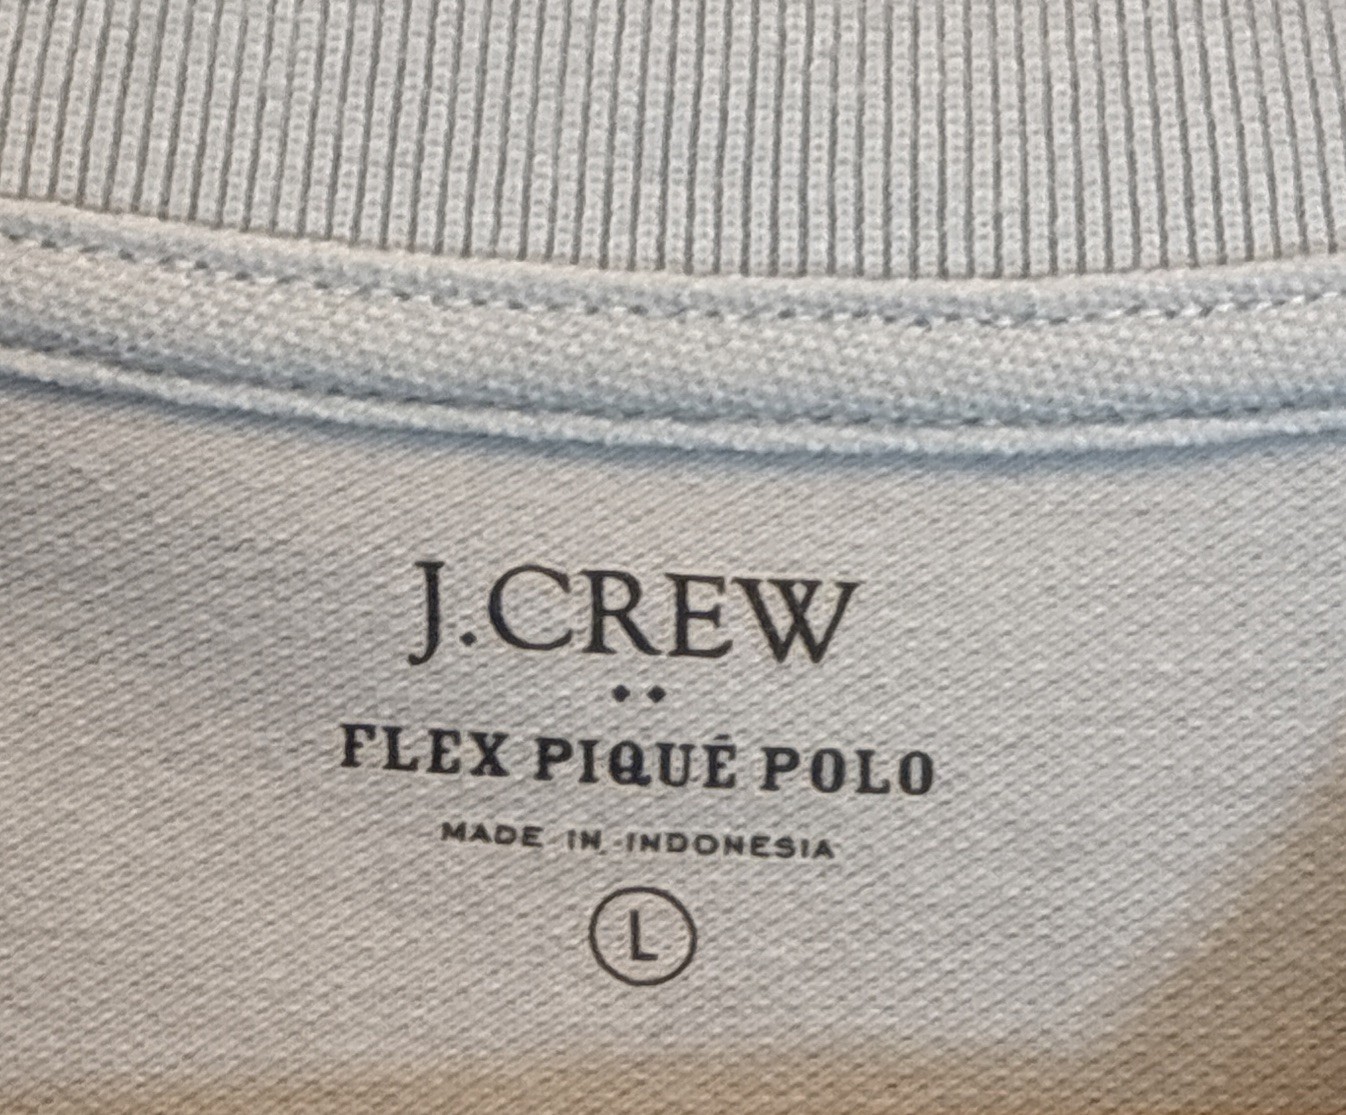 J.CREW
FLEX PIQUÉ POLO
MADE IN INDONESIA
L